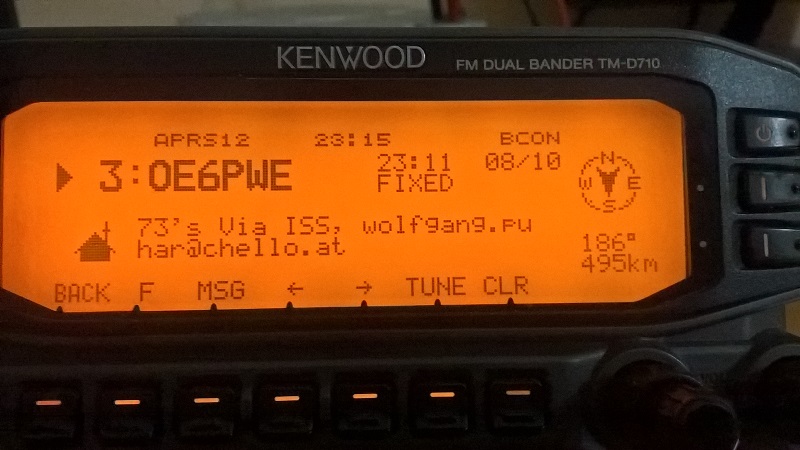 KENWOOD FM DUAL BANDER TM-D710
APRS12 23:15 BCON
3:OE6PWE 23:11 08/10
FIXED
N
W E
S
73's Via ISS, wolfgang.pu
har@chello.at
186°
495km
BACK F MSG ← → TUNE CLR